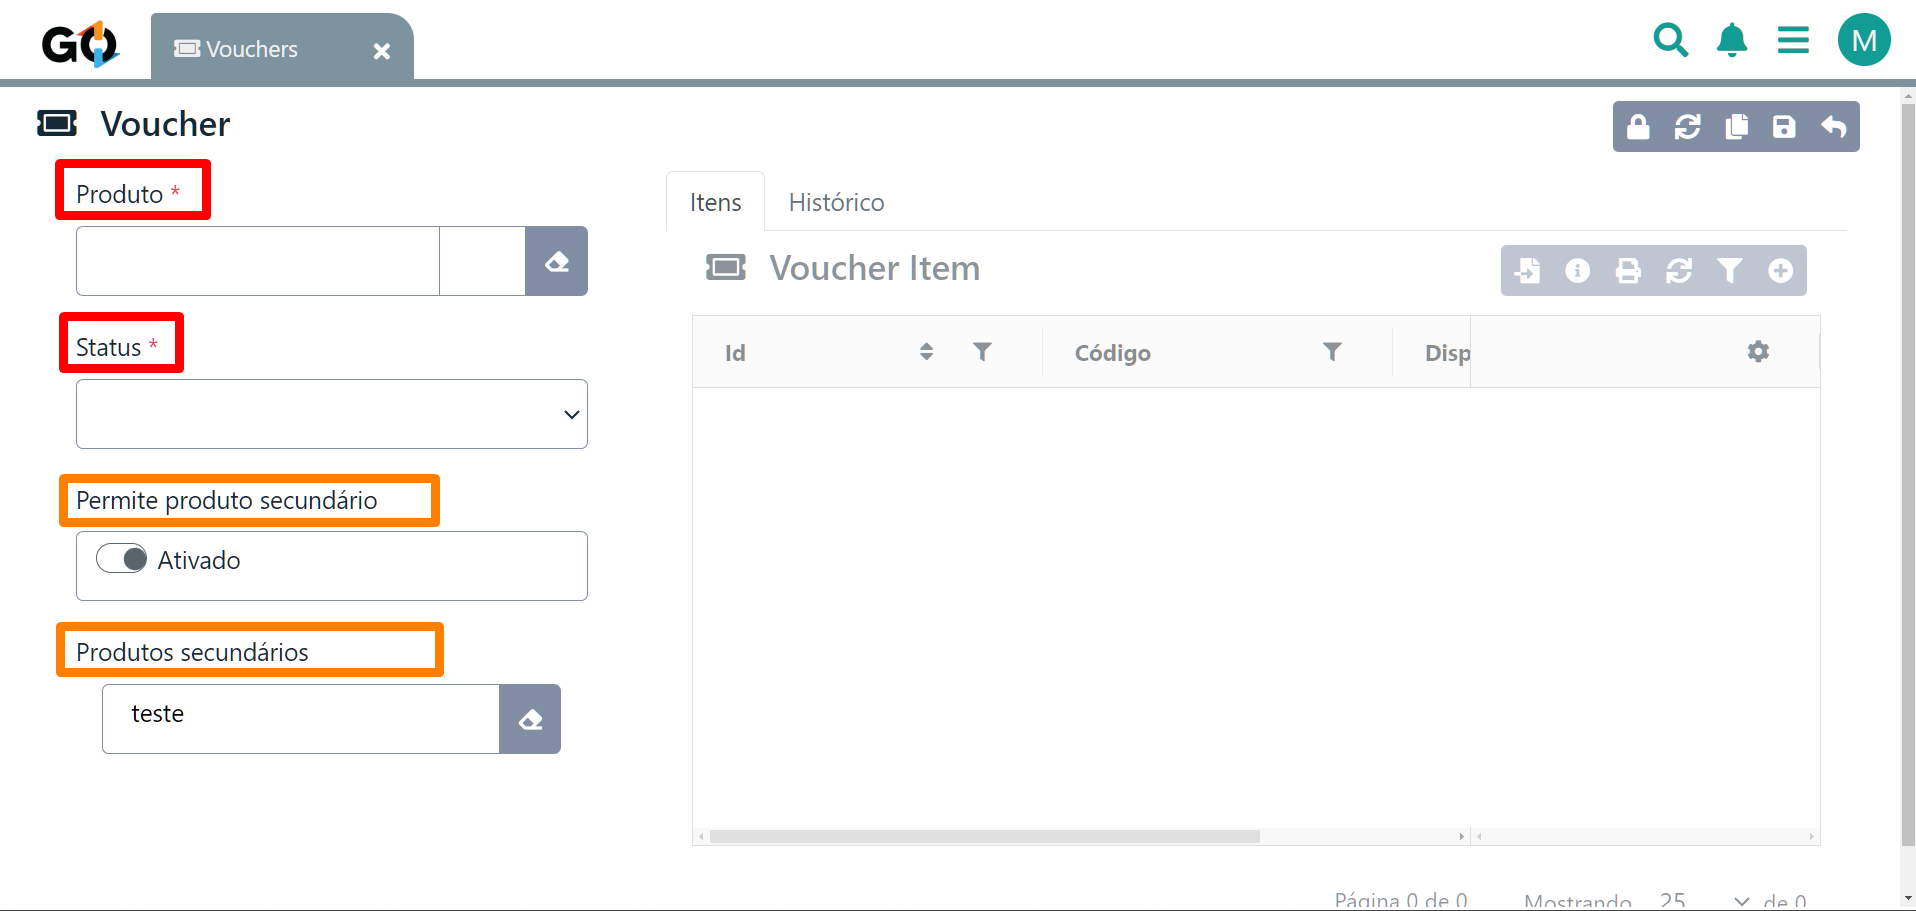 GO
Vouchers
M
Voucher
Produto *
Status *
Permite produto secundário
Ativado
Produtos secundários
teste
Itens
Histórico
Voucher Item
Id
Código
Disp
Página 0 de 0
Mostrando 25 de 0